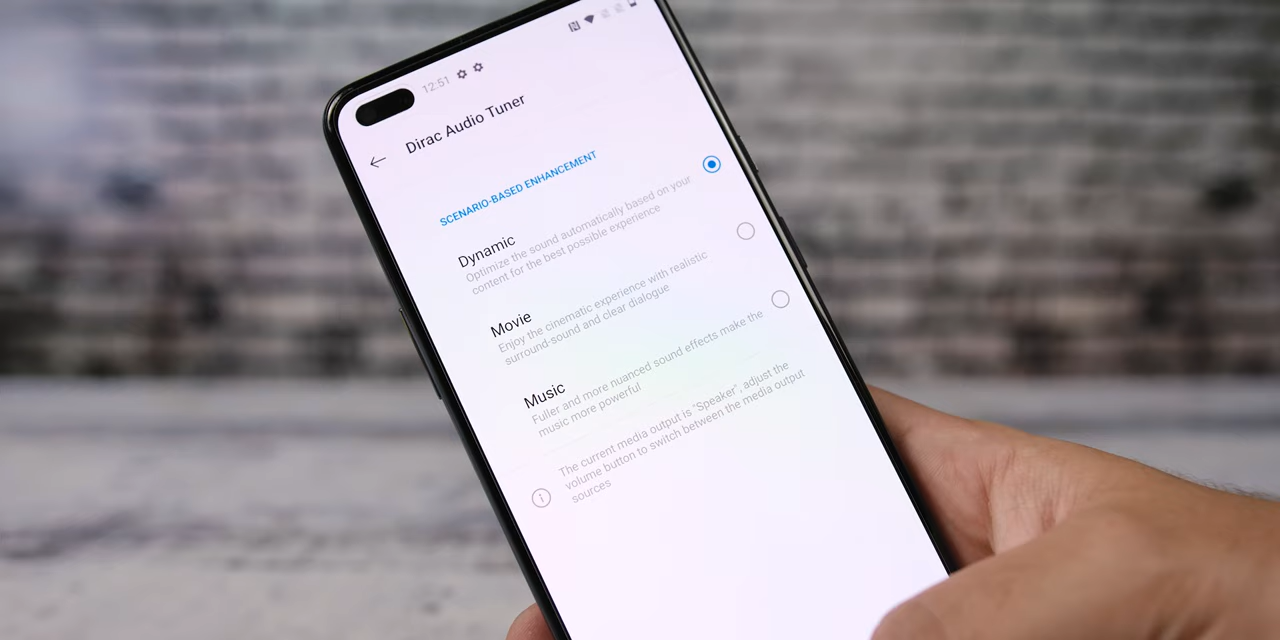 12:51
Dirac Audio Tuner
SCENARIO-BASED ENHANCEMENT
Dynamic
Optimize the sound automatically based on your
content for the best possible experience
Movie
Enjoy the cinematic experience with realistic
surround-sound and clear dialogue
Music
Fuller and more nuanced sound effects make the
music more powerful
The current media output is "Speaker", adjust the
volume button to switch between the media output
sources